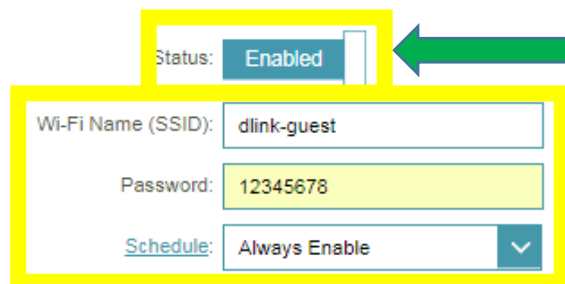 Status: Enabled
Wi-Fi Name (SSID): dlink-guest
Password: 12345678
Schedule: Always Enable